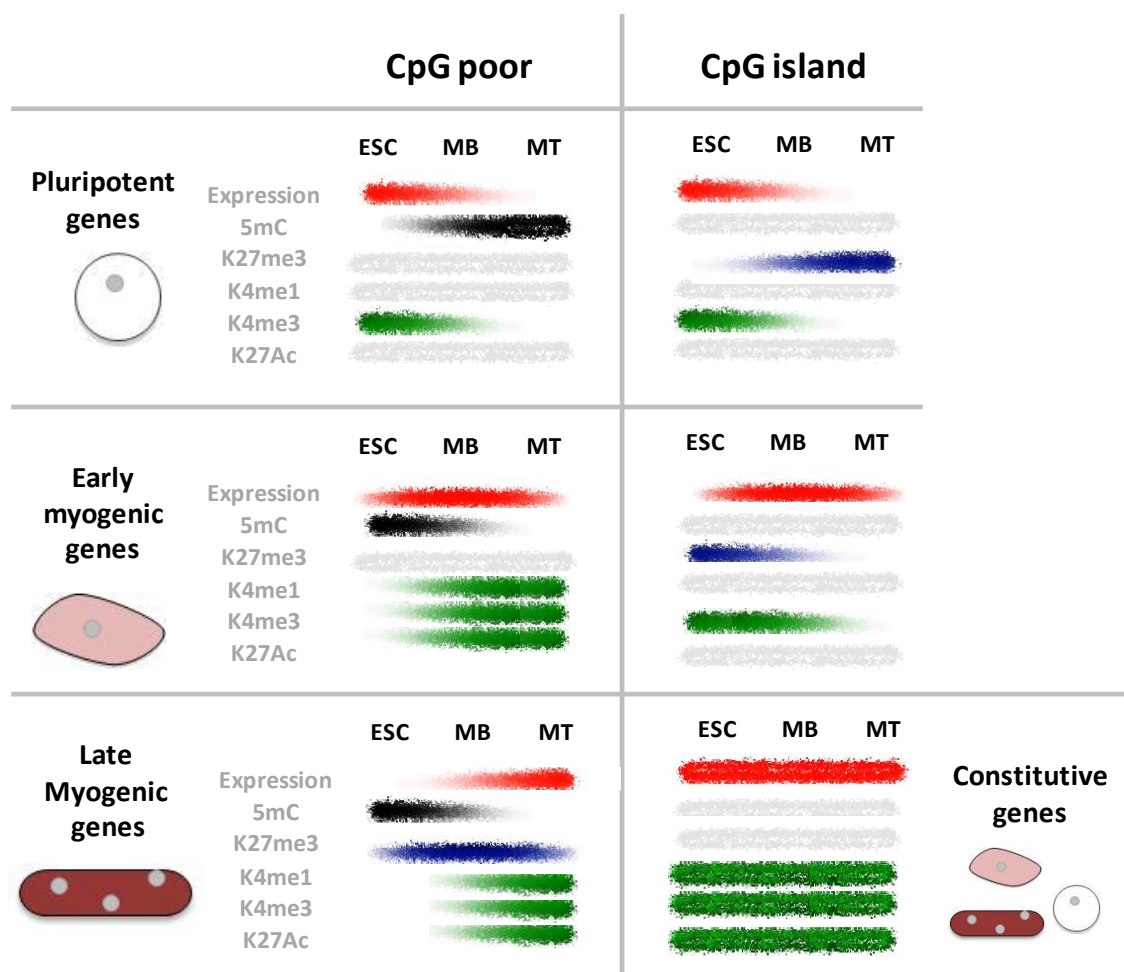 CpG poor
CpG island
ESC MB MT
ESC MB MT
Pluripotent
genes
Expression
5mC
K27me3
K4me1
K4me3
K27Ac
ESC MB MT
ESC MB MT
Early
myogenic
genes
Expression
5mC
K27me3
K4me1
K4me3
K27Ac
ESC MB MT
ESC MB MT
Late
Myogenic
genes
Expression
5mC
K27me3
K4me1
K4me3
K27Ac
Constitutive
genes